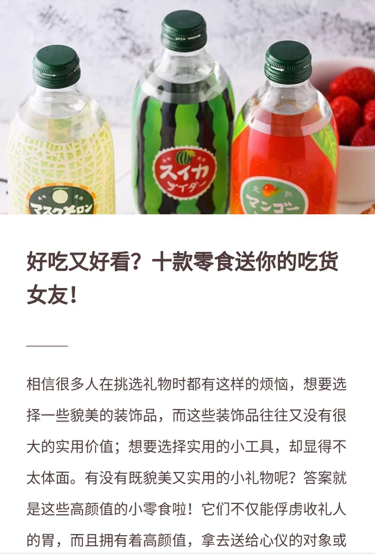 スイカ
サイダー
マスクメロン
マンゴー
好吃又好看？十款零食送你的吃货
女友！
相信很多人在挑选礼物时都有这样的烦恼，想要选
择一些貌美的装饰品，而这些装饰品往往又没有很
大的实用价值；想要选择实用的小工具，却显得不
太体面。有没有既貌美又实用的小礼物呢？答案就
是这些高颜值的小零食啦！它们不仅能俘虏收礼人
的胃，而且拥有着高颜值，拿去送给心仪的对象或